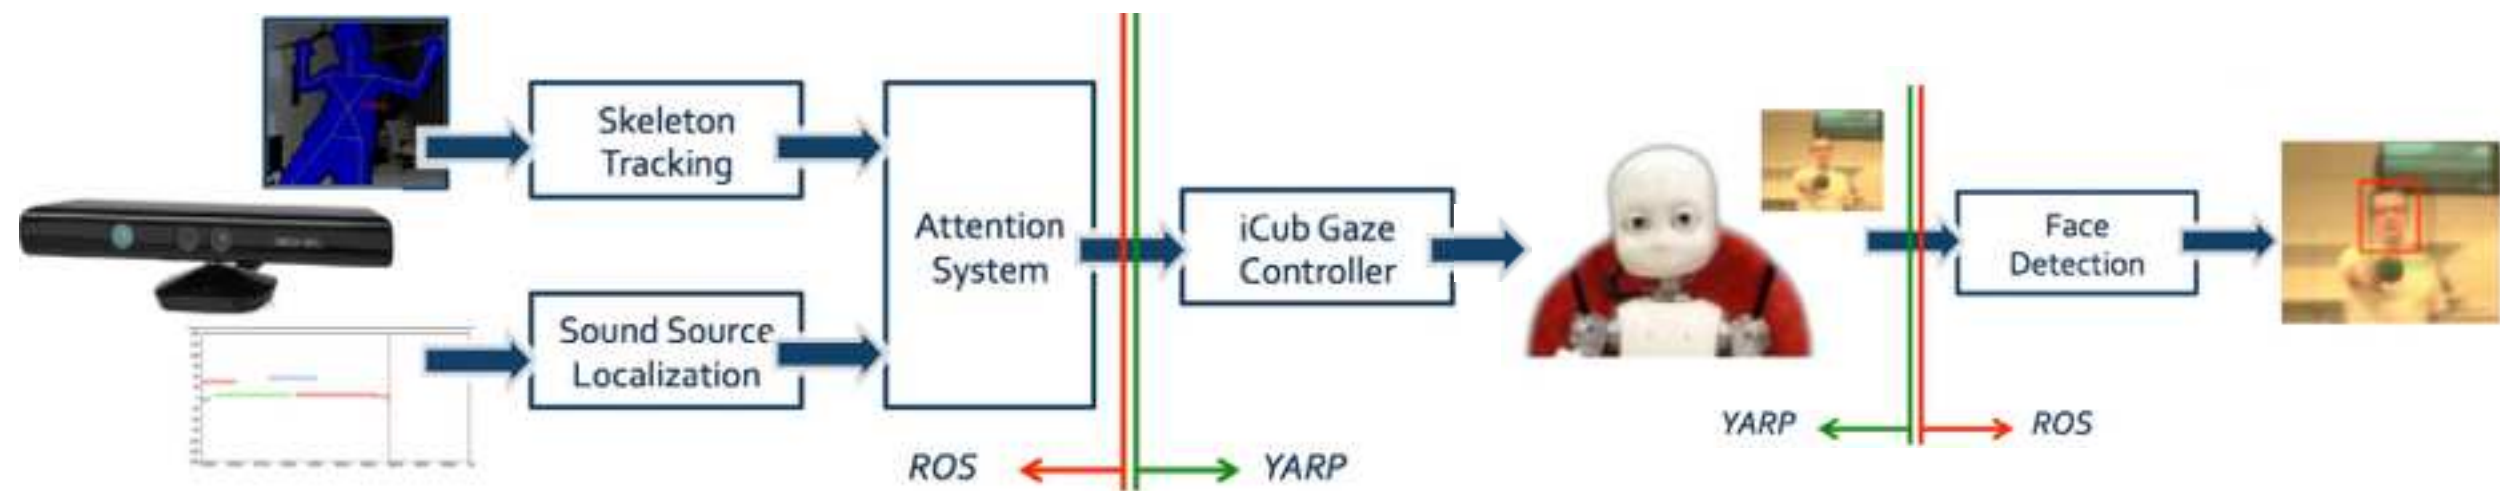 Skeleton
Tracking
Sound Source
Localization
Attention
System
iCub Gaze
Controller
Face
Detection
ROS
YARP
YARP
ROS